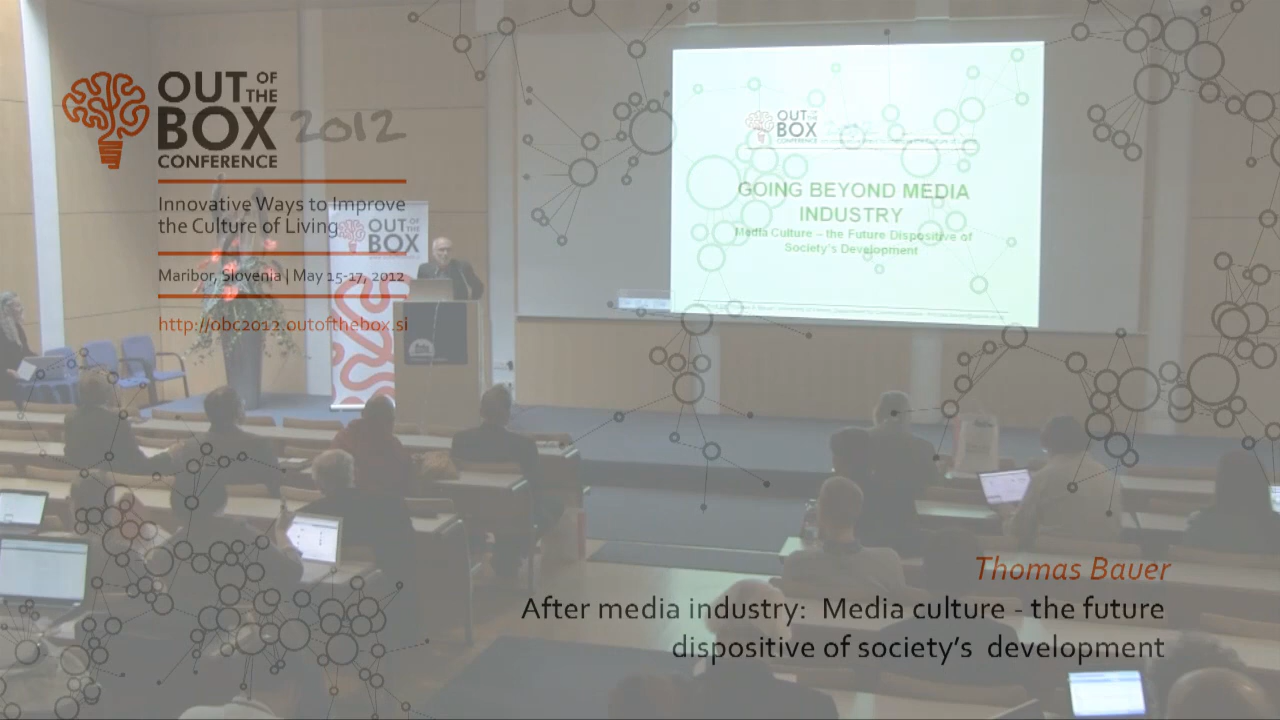 OUT OF THE
BOX 2012
CONFERENCE
Innovative Ways to Improve
the Culture of Living
Maribor, Slovenia | May 15-17, 2012
http://obc2012.outofthebox.si
OUT OF THE
BOX
OUT OF THE
BOX
CONFERENCE
GOING BEYOND MEDIA
INDUSTRY
Media Culture – the Future Dispositive of
Society's Development
Thomas Bauer
After media industry: Media culture - the future
dispositive of society’s development